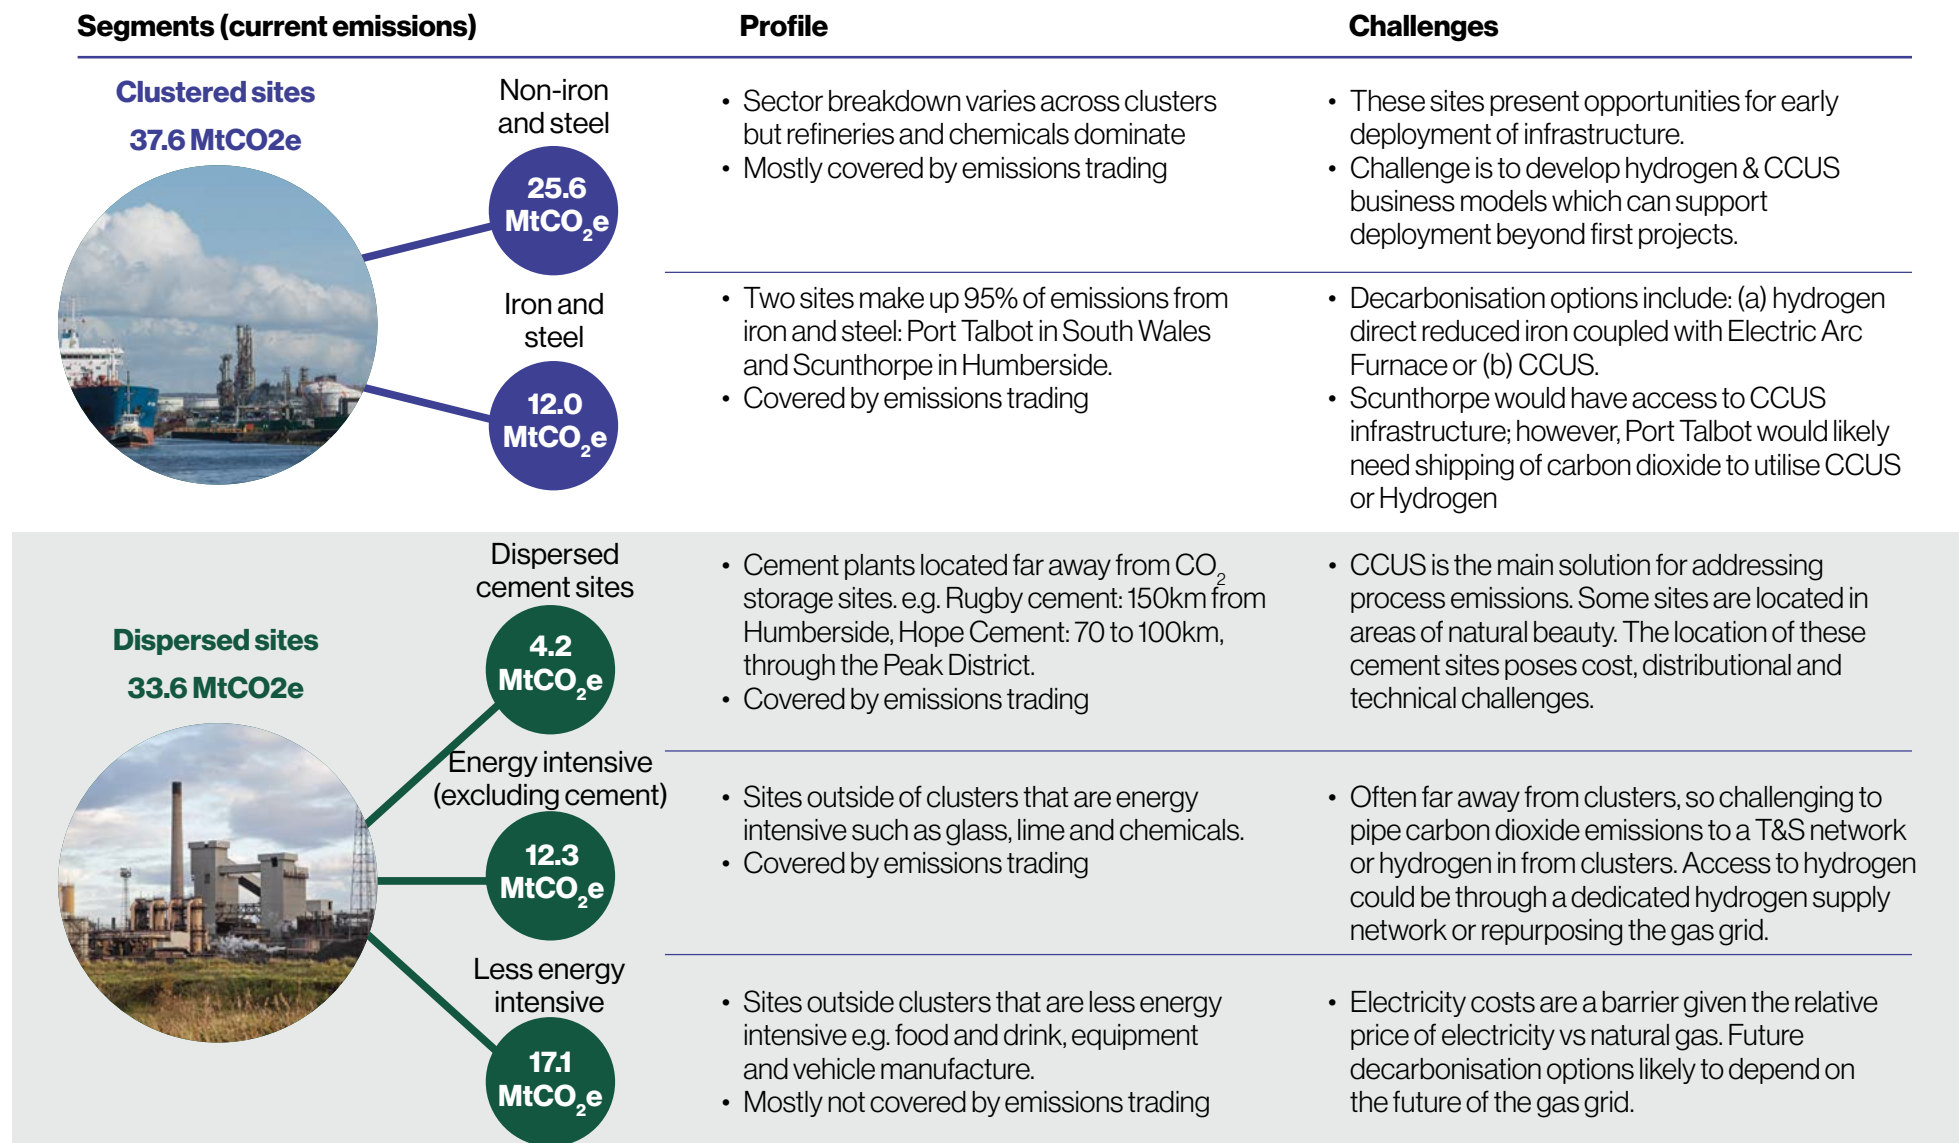 Segments (current emissions)
Profile
Challenges
Clustered sites
37.6 MtCO2e
Non-iron
and steel
25.6
MtCO₂e
• Sector breakdown varies across clusters
but refineries and chemicals dominate
• Mostly covered by emissions trading
• These sites present opportunities for early
deployment of infrastructure.
• Challenge is to develop hydrogen & CCUS
business models which can support
deployment beyond first projects.
Iron and
steel
12.0
MtCO₂e
• Two sites make up 95% of emissions from
iron and steel: Port Talbot in South Wales
and Scunthorpe in Humberside.
• Covered by emissions trading
• Decarbonisation options include: (a) hydrogen
direct reduced iron coupled with Electric Arc
Furnace or (b) CCUS.
• Scunthorpe would have access to CCUS
infrastructure; however, Port Talbot would likely
need shipping of carbon dioxide to utilise CCUS
or Hydrogen
Dispersed sites
33.6 MtCO2e
Dispersed
cement sites
4.2
MtCO₂e
• Cement plants located far away from CO₂
storage sites. e.g. Rugby cement: 150km from
Humberside, Hope Cement: 70 to 100km,
through the Peak District.
• Covered by emissions trading
• CCUS is the main solution for addressing
process emissions. Some sites are located in
areas of natural beauty. The location of these
cement sites poses cost, distributional and
technical challenges.
Energy intensive
(excluding cement)
12.3
MtCO₂e
• Sites outside of clusters that are energy
intensive such as glass, lime and chemicals.
• Covered by emissions trading
• Often far away from clusters, so challenging to
pipe carbon dioxide emissions to a T&S network
or hydrogen in from clusters. Access to hydrogen
could be through a dedicated hydrogen supply
network or repurposing the gas grid.
Less energy
intensive
17.1
MtCO₂e
• Sites outside clusters that are less energy
intensive e.g. food and drink, equipment
and vehicle manufacture.
• Mostly not covered by emissions trading
• Electricity costs are a barrier given the relative
price of electricity vs natural gas. Future
decarbonisation options likely to depend on
the future of the gas grid.